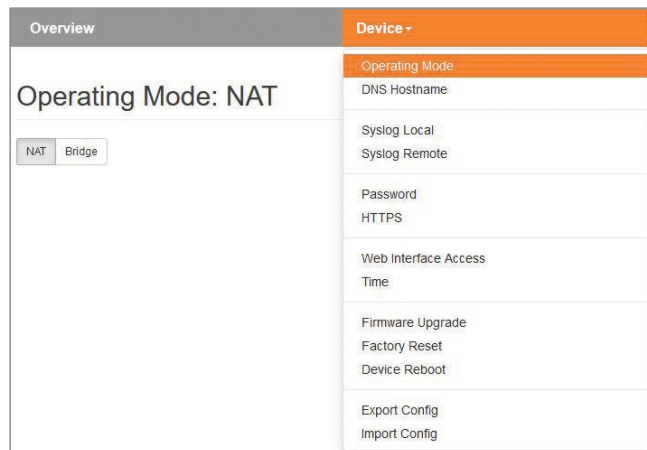 Overview
Device
Operating Mode: NAT
NAT Bridge
Operating Mode
DNS Hostname
Syslog Local
Syslog Remote
Password
HTTPS
Web Interface Access
Time
Firmware Upgrade
Factory Reset
Device Reboot
Export Config
Import Config